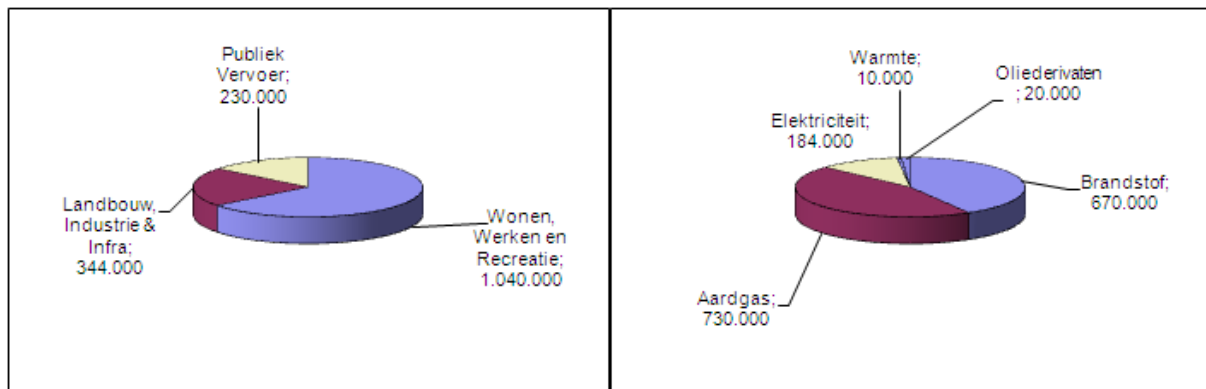 Publiek
Vervoer;
230.000
Landbouw,
Industrie &
Infra;
344.000
Wonen,
Werken en
Recreatie;
1.040.000
Warmte;
10.000
Oliederivaten
; 20.000
Elektriciteit;
184.000
Brandstof;
670.000
Aardgas;
730.000